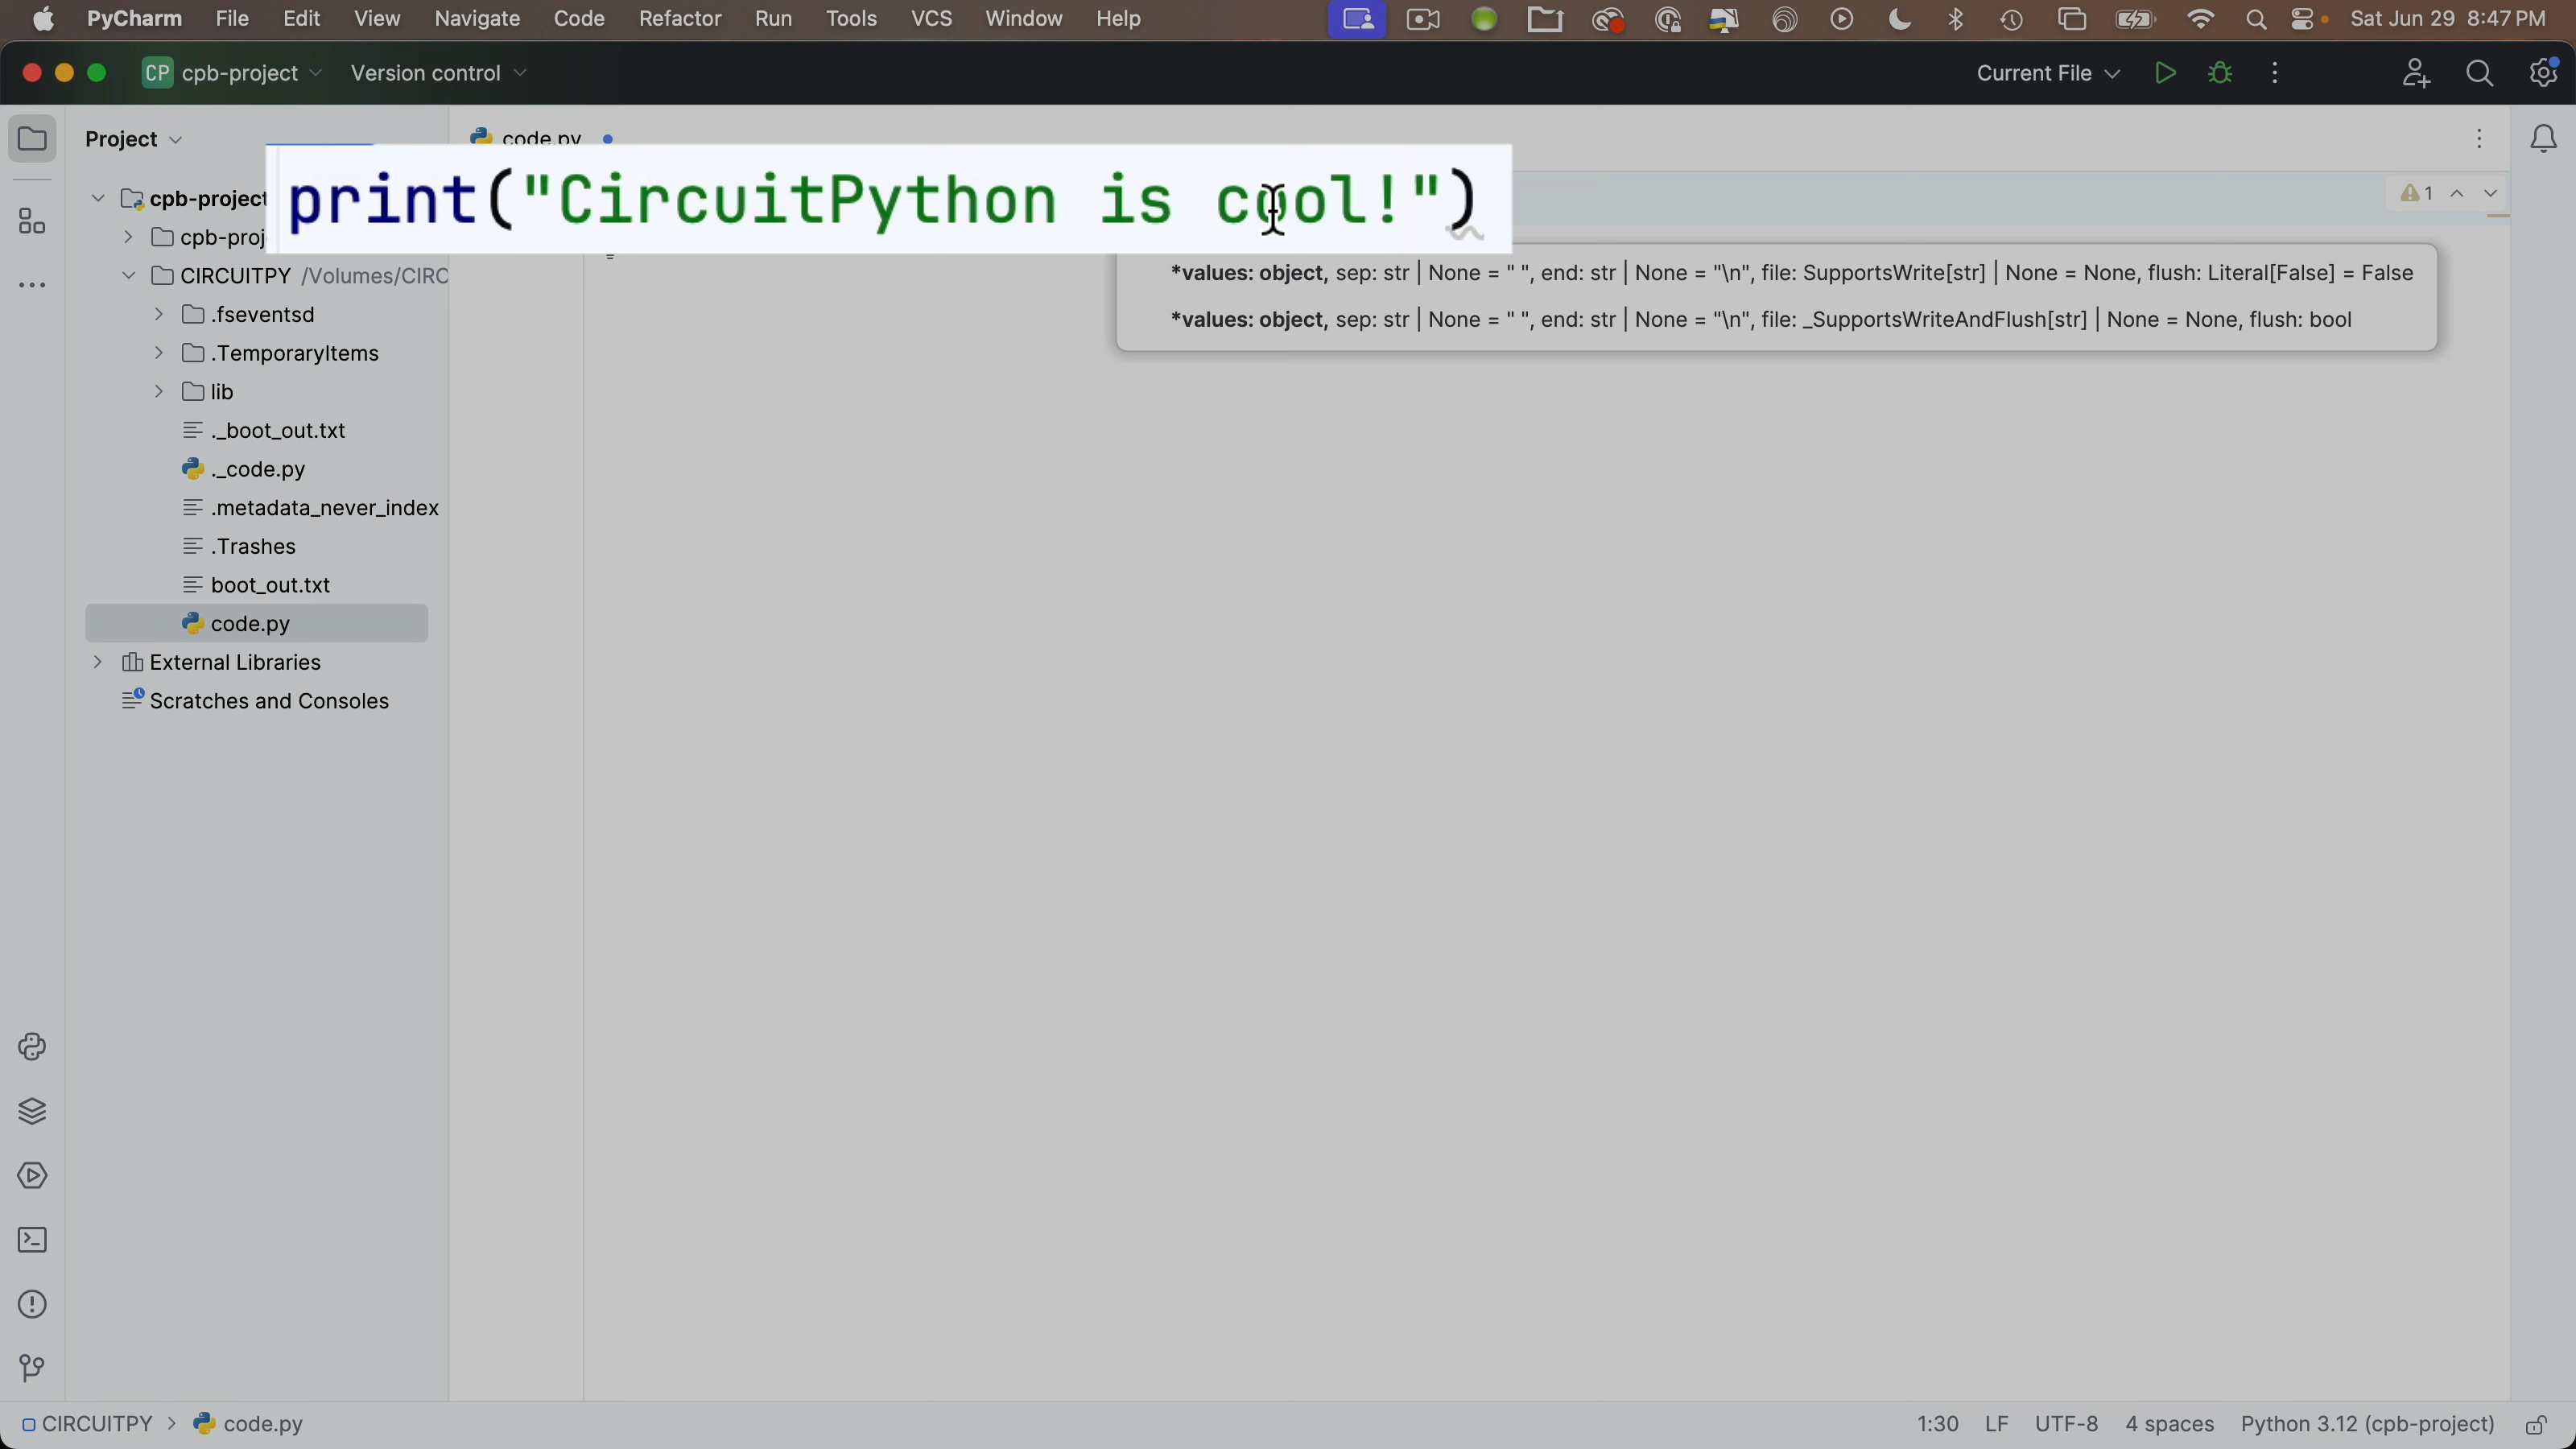 PyCharm File Edit View Navigate Code Refactor Run Tools VCS Window Help Sat Jun 29 8:47 PM
CP cpb-project Version control Current File
Project
code.py
print("CircuitPython is cool!")
1
cpb-project
cpb-proj
CIRCUITPY /Volumes/CIRC
*values: object, sep: str | None = " ", end: str | None = "\n", file: SupportsWrite[str] | None = None, flush: Literal[False] = False
*values: object, sep: str | None = " ", end: str | None = "\n", file: _SupportsWriteAndFlush[str] | None = None, flush: bool
.fseventsd
.TemporaryItems
lib
._boot_out.txt
._code.py
.metadata_never_index
.Trashes
boot_out.txt
code.py
External Libraries
Scratches and Consoles
CIRCUITPY > code.py 1:30 LF UTF-8 4 spaces Python 3.12 (cpb-project)